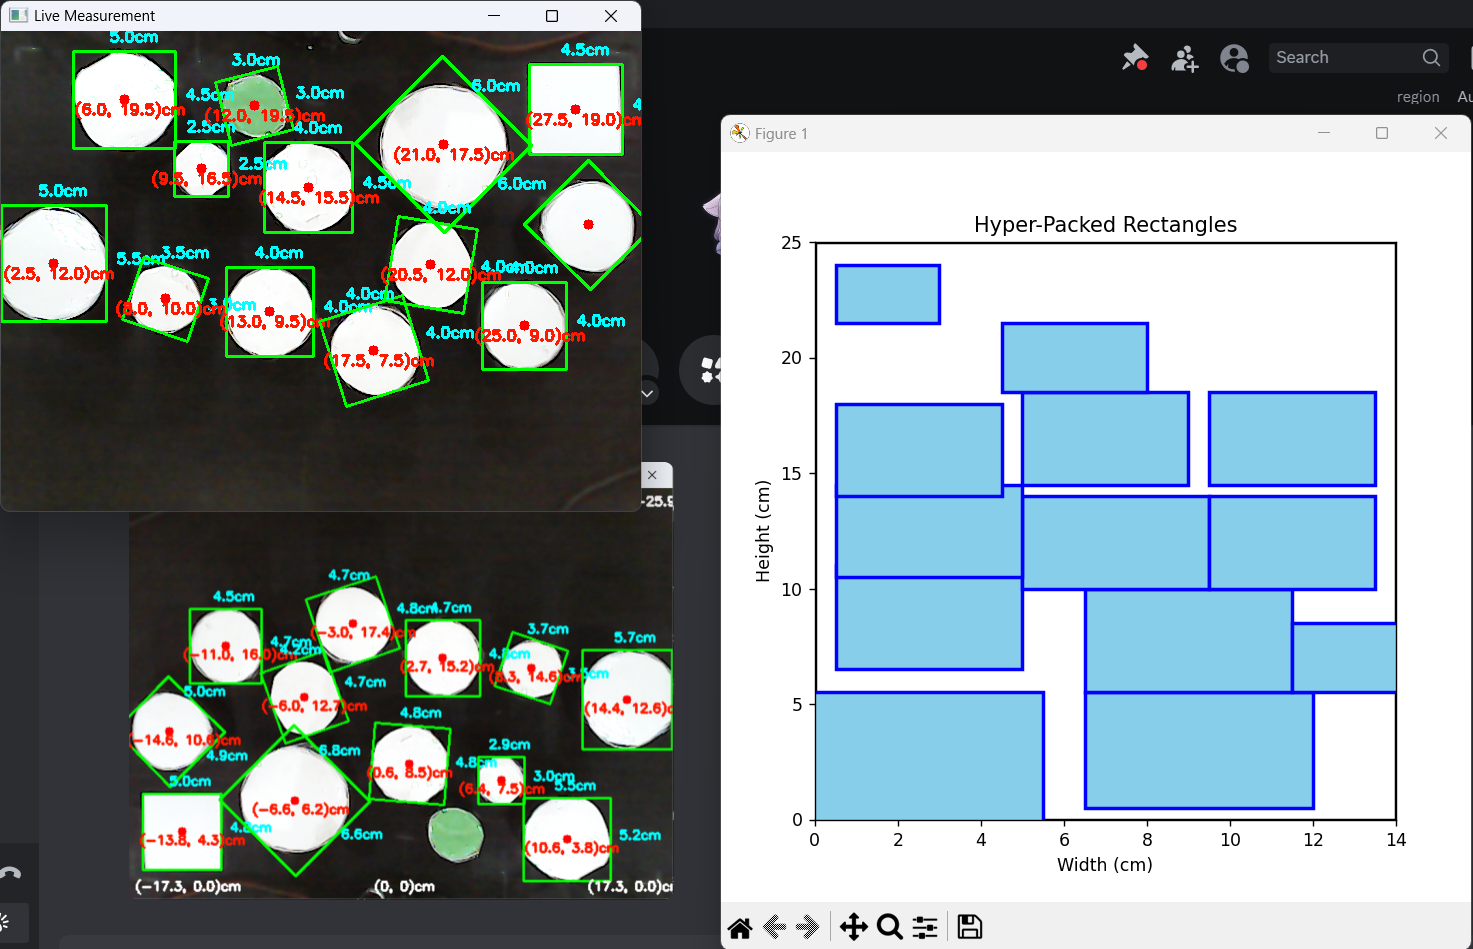 Live Measurement
5.0cm
3.0cm
4.5cm
6.0cm
4.5cm
3.0cm
(6.0, 19.5)cm
(12.0, 19.5)cm
(27.5, 19.0)cm
2.5cm
4.0cm
(21.0, 17.5)cm
2.5cm
(9.5, 16.5)cm
4.5cm
6.0cm
(14.5, 15.5)cm
5.0cm
4.0cm
(2.5, 12.0)cm
5.5cm
3.5cm
4.0cm
(20.5, 12.0)cm
4.0cm
4.0cm
(8.0, 10.0)cm
3.0cm
(13.0, 9.5)cm
4.0cm
4.0cm
(17.5, 7.5)cm
4.0cm
(25.0, 9.0)cm
4.0cm
Search
region
Au
-25.9
4.7cm
4.5cm
4.8cm
4.7cm
(-3.0, 17.4)cm
3.7cm
5.7cm
(-11.0, 16.0)cm
4.7cm
4.2cm
(2.7, 15.2)cm
(8.3, 14.6)cm
5.0cm
4.7cm
(-6.0, 12.7)cm
(14.4, 12.6)c
4.8cm
(-14.6, 10.6)cm
4.9cm
6.8cm
2.9cm
(0.6, 8.5)cm
4.8cm
(6.4, 7.5)cm
3.0cm
5.0cm
5.5cm
(-6.6, 6.2)cm
(-13.8, 4.3)cm
6.6cm
5.2cm
(10.6, 3.8)cm
(-17.3, 0.0)cm
(0, 0)cm
(17.3, 0.0)c
Figure 1
Hyper-Packed Rectangles
25
20
15
10
5
0
Height (cm)
0 2 4 6 8 10 12 14
Width (cm)